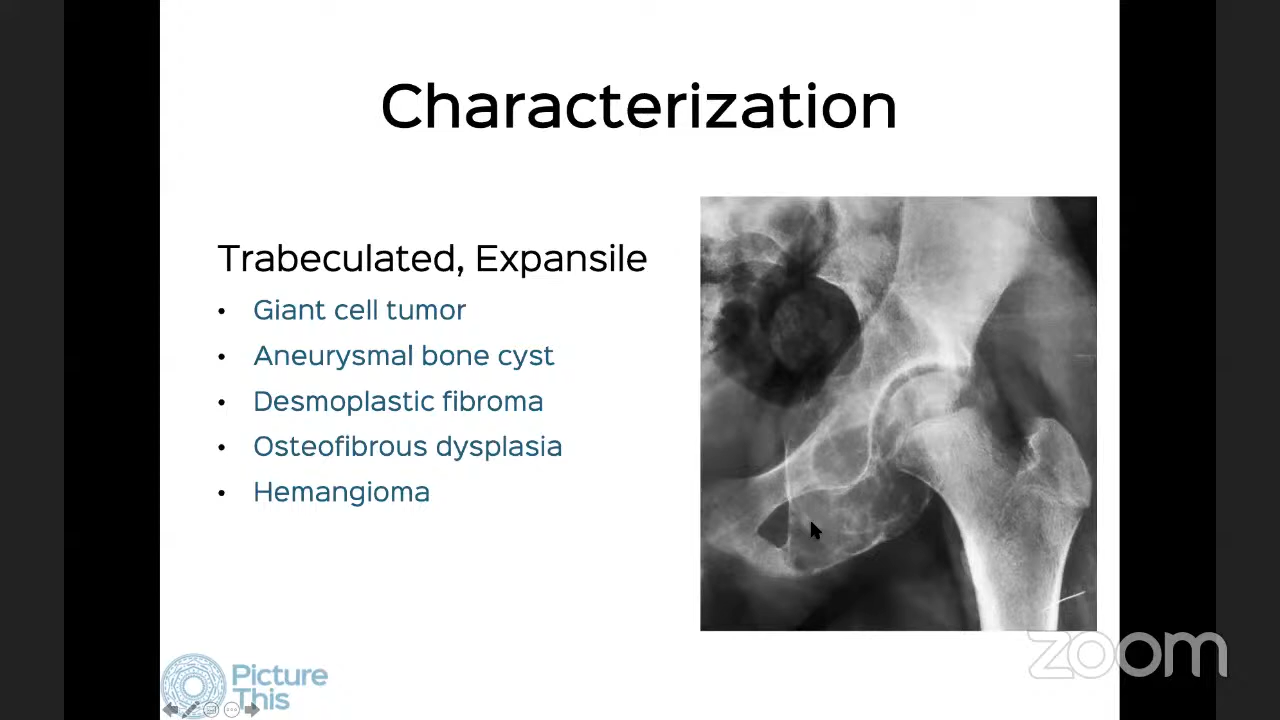 Characterization
Trabeculated, Expansile
• Giant cell tumor
• Aneurysmal bone cyst
• Desmoplastic fibroma
• Osteofibrous dysplasia
• Hemangioma
Picture
This
zoom